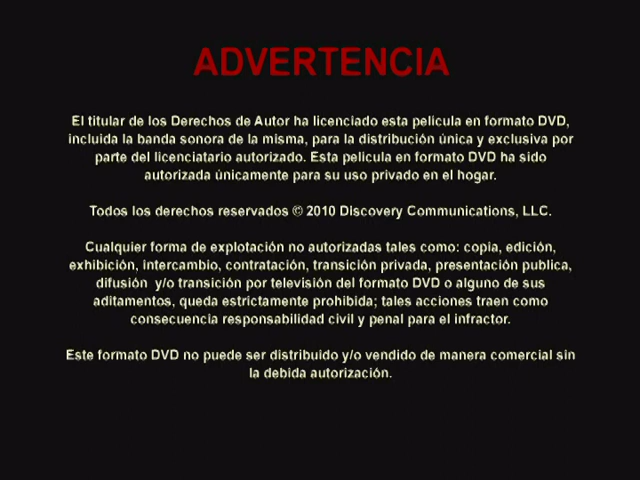 ADVERTENCIA
El titular de los Derechos de Autor ha licenciado esta película en formato DVD,
incluida la banda sonora de la misma, para la distribución única y exclusiva por
parte del licenciatario autorizado. Esta película en formato DVD ha sido
autorizada únicamente para su uso privado en el hogar.
Todos los derechos reservados © 2010 Discovery Communications, LLC.
Cualquier forma de explotación no autorizadas tales como: copia, edición,
exhibición, intercambio, contratación, transición privada, presentación publica,
difusión y/o transición por televisión del formato DVD o alguno de sus
aditamentos, queda estrictamente prohibida; tales acciones traen como
consecuencia responsabilidad civil y penal para el infractor.
Este formato DVD no puede ser distribuido y/o vendido de manera comercial sin
la debida autorización.